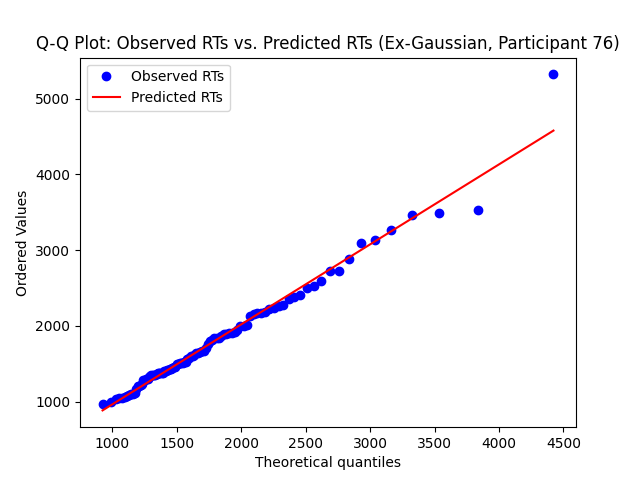 Q-Q Plot: Observed RTs vs. Predicted RTs (Ex-Gaussian, Participant 76)
Observed RTs
Predicted RTs
5000
4000
3000
2000
1000
Ordered Values
1000 1500 2000 2500 3000 3500 4000 4500
Theoretical quantiles